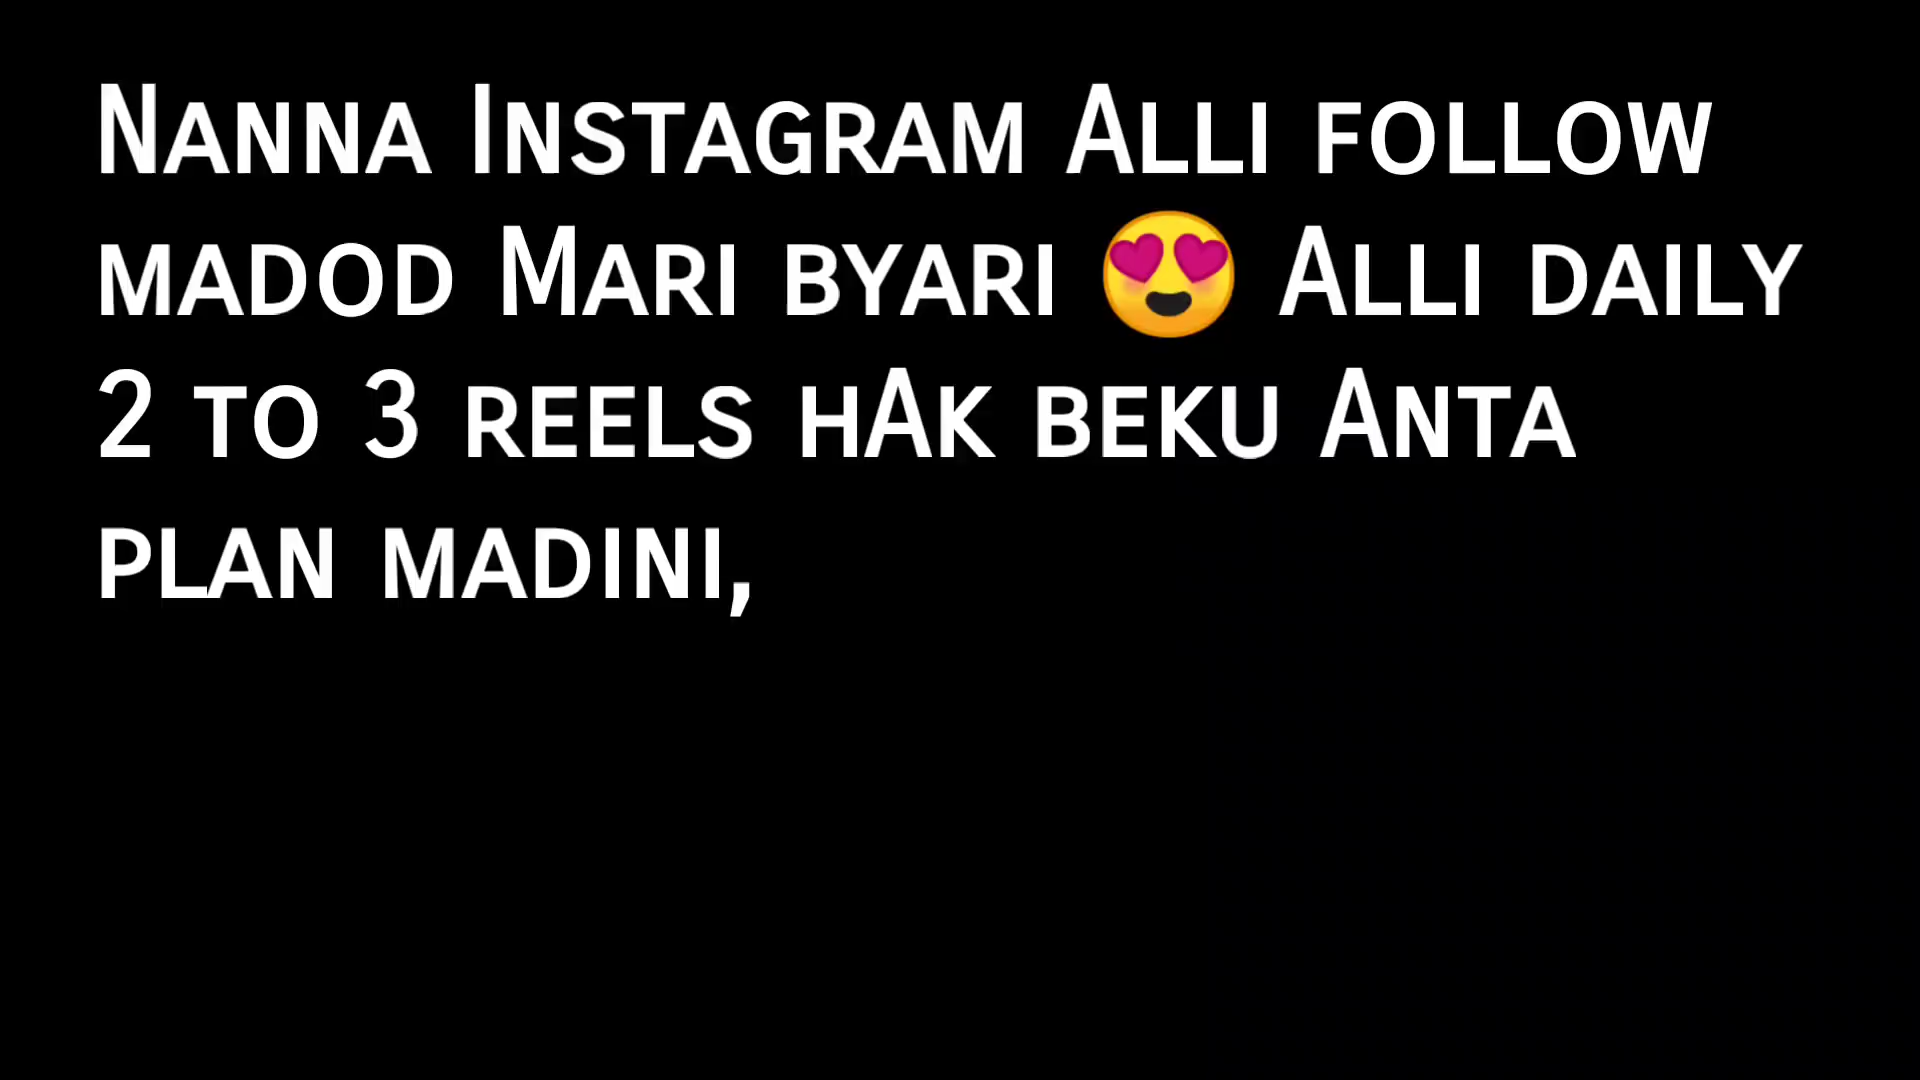 Nanna Instagram Alli follow
madod Mari byari 😍 Alli daily
2 to 3 reels hAk beku Anta
plan madini,